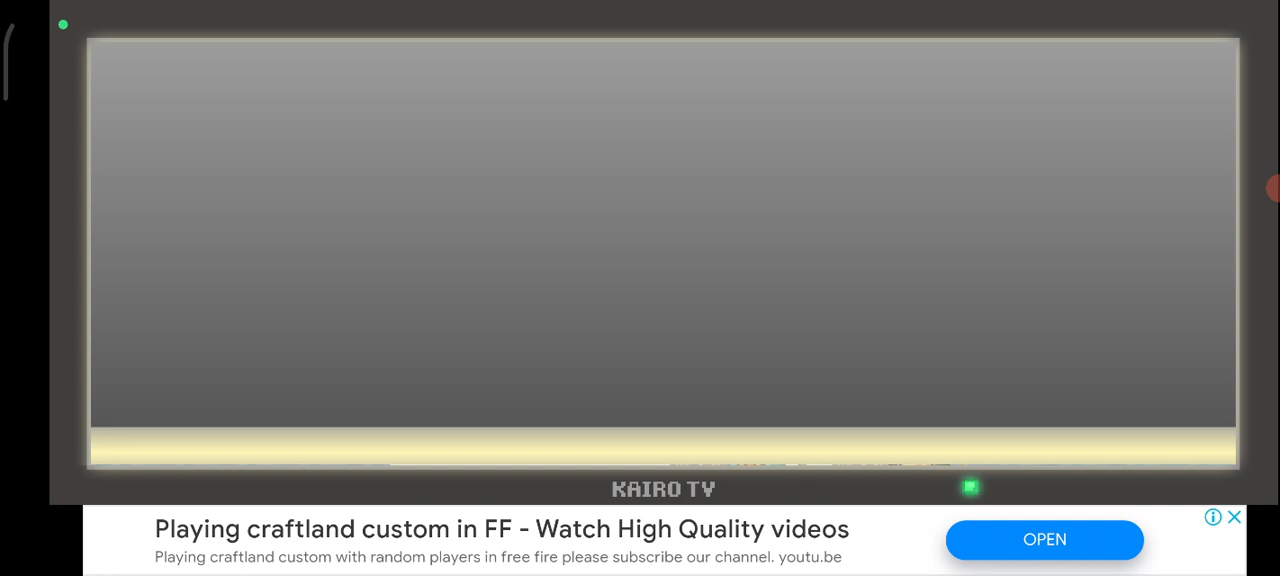 KAIRO TV
Playing craftland custom in FF - Watch High Quality videos
Playing craftland custom with random players in free fire please subscribe our channel. youtu.be
OPEN